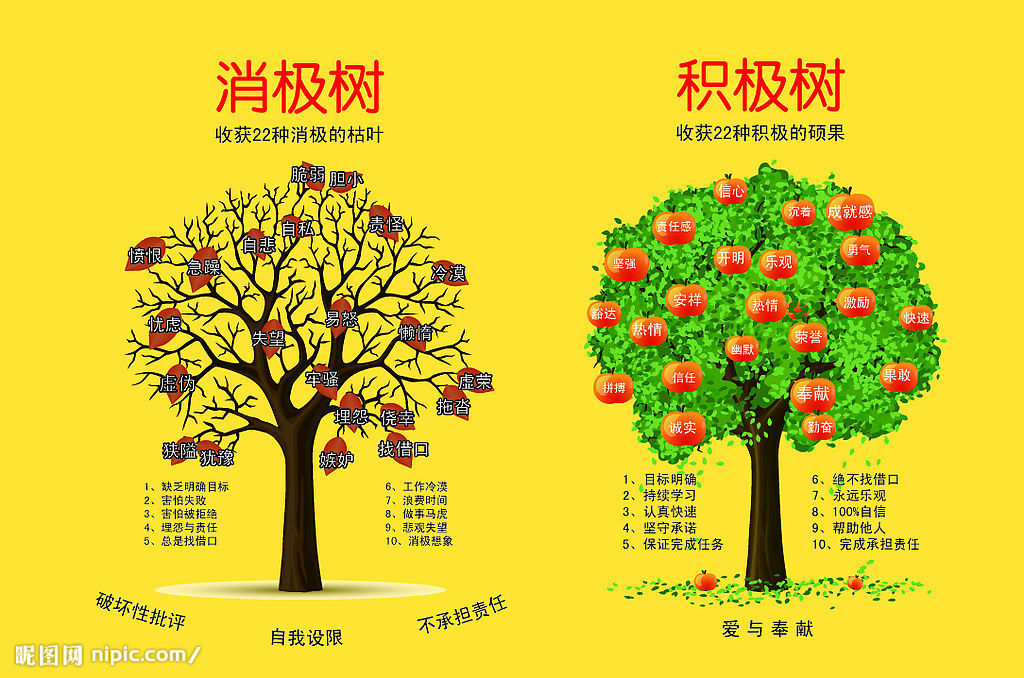 消极树
收获22种消极的枯叶
脆弱
胆小
责怪
自私
自悲
愤恨
急躁
冷漠
易怒
忧虑
失望
懒惰
牢骚
虚伪
虚荣
拖沓
埋怨
侥幸
狭隘
犹豫
嫉妒
找借口
1、缺乏明确目标
2、害怕失败
3、害怕被拒绝
4、埋怨与责任
5、总是找借口
6、工作冷漠
7、浪费时间
8、做事马虎
9、悲观失望
10、消极想象
破坏性批评
自我设限
不承担责任
积极树
收获22种积极的硕果
信心
沉着
成就感
责任感
勇气
坚强
开明
乐观
安祥
热情
激励
豁达
热情
快速
荣誉
幽默
拼搏
信任
果敢
奉献
诚实
勤奋
1、目标明确
2、持续学习
3、认真快速
4、坚守承诺
5、保证完成任务
6、绝不找借口
7、永远乐观
8、100%自信
9、帮助他人
10、完成承担责任
爱与奉献
昵图网 nipic.com/